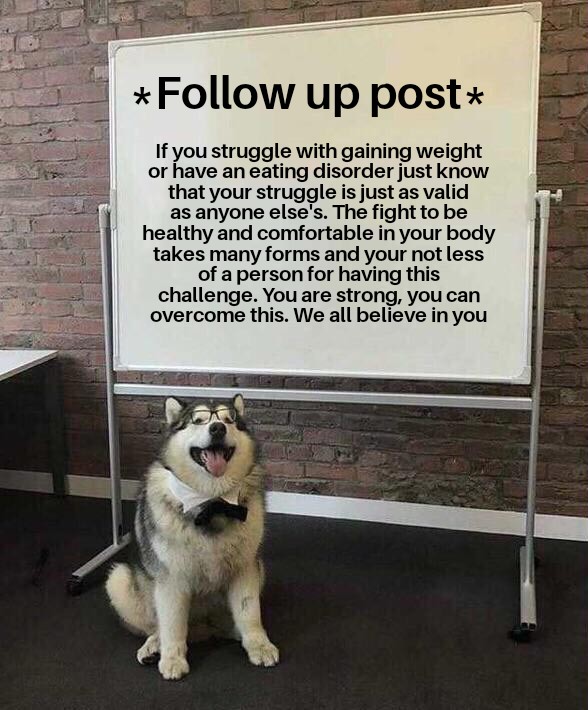 *Follow up post*
If you struggle with gaining weight
or have an eating disorder just know
that your struggle is just as valid
as anyone else's. The fight to be
healthy and comfortable in your body
takes many forms and your not less
of a person for having this
challenge. You are strong, you can
overcome this. We all believe in you